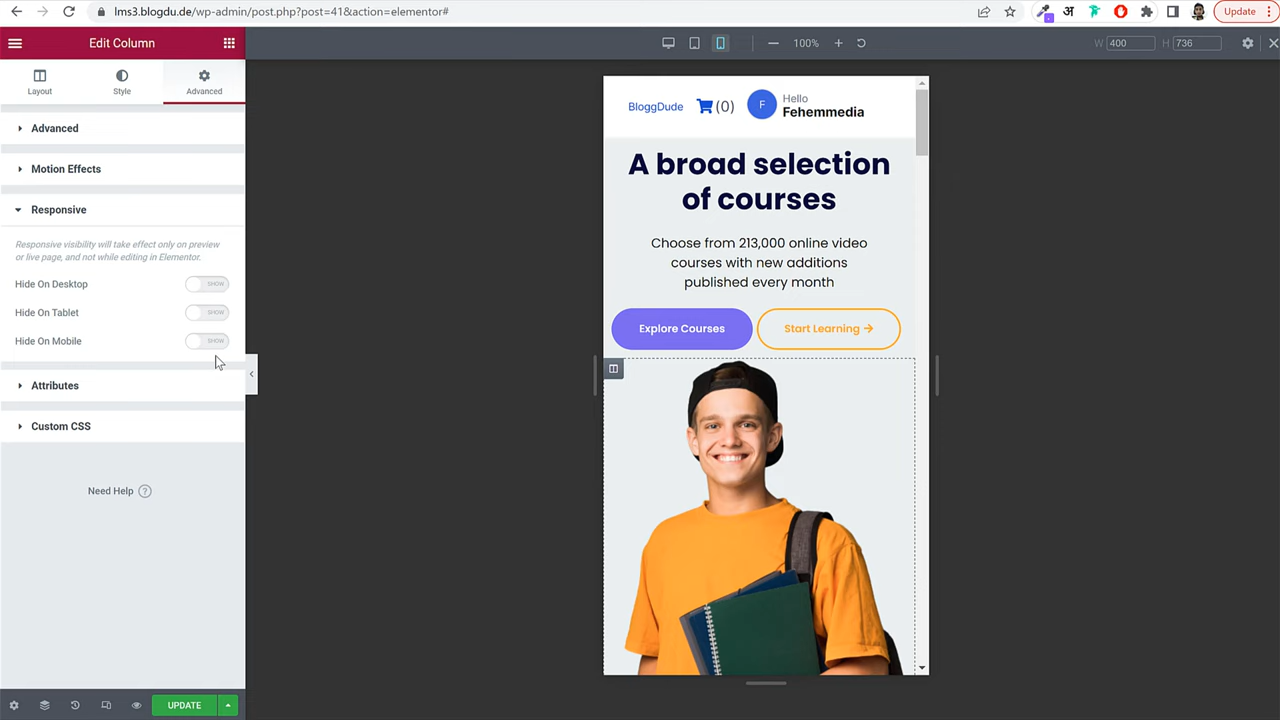 lms3.blogdu.de/wp-admin/post.php?post=41&action=elementor#
अ
Update
Edit Column
100%
W 400
H 736
Layout
Style
Advanced
Advanced
Motion Effects
Responsive
Responsive visibility will take effect only on preview
or live page, and not while editing in Elementor.
Hide On Desktop
SHOW
Hide On Tablet
SHOW
Hide On Mobile
SHOW
Attributes
Custom CSS
Need Help ?
UPDATE
BloggDude
(0)
F
Hello
Fehemmedia
A broad selection
of courses
Choose from 213,000 online video
courses with new additions
published every month
Explore Courses
Start Learning →